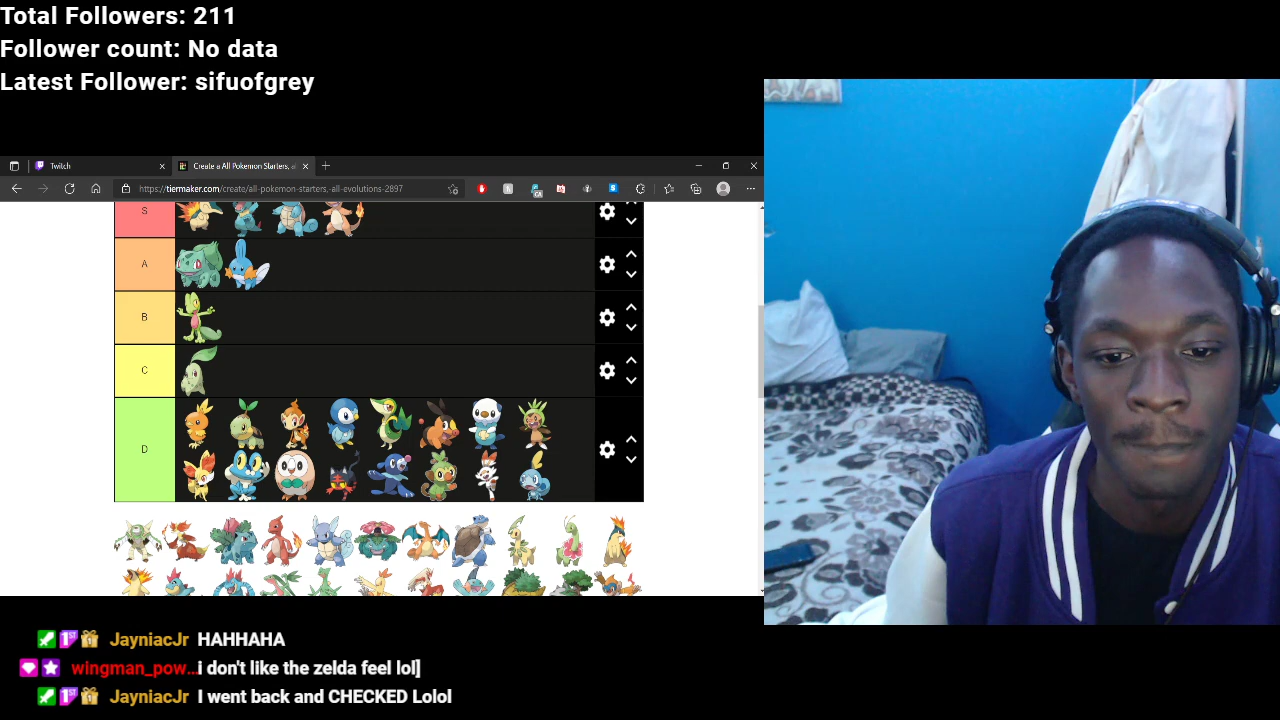 Total Followers: 211
Follower count: No data
Latest Follower: sifuofgrey
Twitch
Create a All Pokemon Starters, al
https://tiermaker.com/create/all-pokemon-starters,-all-evolutions-2897
S
A
B
C
D
JayniacJr HAHHAHA
wingman_pow... i don't like the zelda feel lol]
JayniacJr I went back and CHECKED Lolol